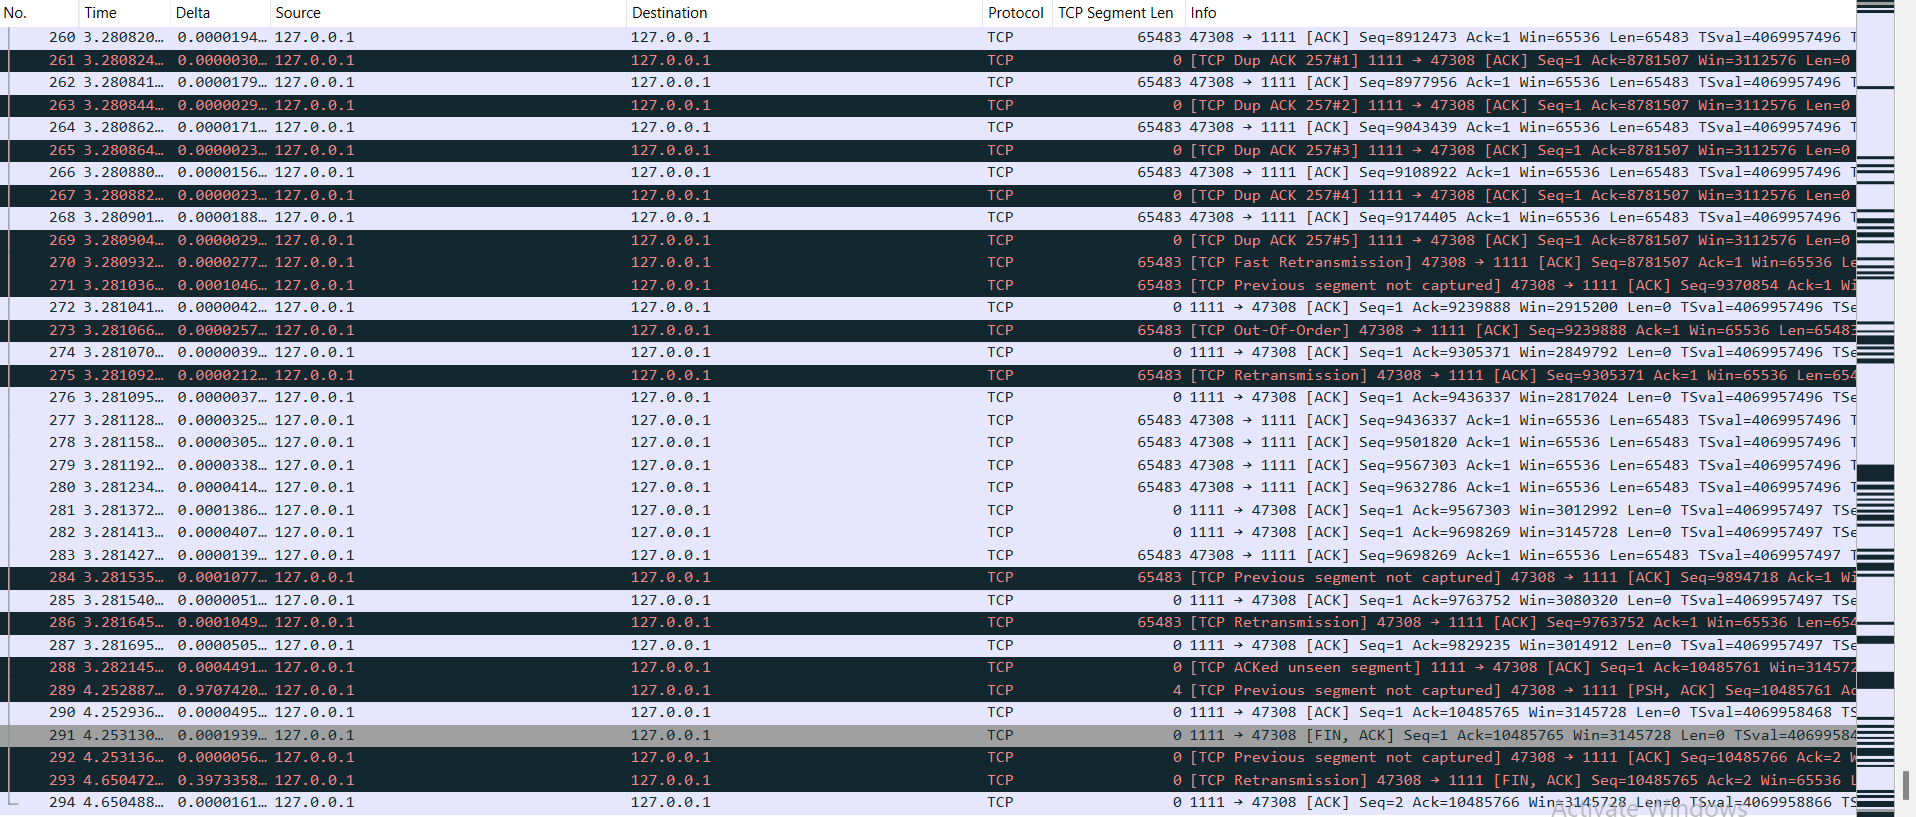 No. Time Delta Source Destination Protocol TCP Segment Len Info
260 3.280820… 0.0000194… 127.0.0.1 127.0.0.1 TCP 65483 47308 → 1111 [ACK] Seq=8912473 Ack=1 Win=65536 Len=65483 TSval=4069957496 T
261 3.280824… 0.0000030… 127.0.0.1 127.0.0.1 TCP 0 [TCP Dup ACK 257#1] 1111 → 47308 [ACK] Seq=1 Ack=8781507 Win=3112576 Len=0
262 3.280841… 0.0000179… 127.0.0.1 127.0.0.1 TCP 65483 47308 → 1111 [ACK] Seq=8977956 Ack=1 Win=65536 Len=65483 TSval=4069957496 T
263 3.280844… 0.0000029… 127.0.0.1 127.0.0.1 TCP 0 [TCP Dup ACK 257#2] 1111 → 47308 [ACK] Seq=1 Ack=8781507 Win=3112576 Len=0
264 3.280862… 0.0000171… 127.0.0.1 127.0.0.1 TCP 65483 47308 → 1111 [ACK] Seq=9043439 Ack=1 Win=65536 Len=65483 TSval=4069957496 T
265 3.280864… 0.0000023… 127.0.0.1 127.0.0.1 TCP 0 [TCP Dup ACK 257#3] 1111 → 47308 [ACK] Seq=1 Ack=8781507 Win=3112576 Len=0
266 3.280880… 0.0000156… 127.0.0.1 127.0.0.1 TCP 65483 47308 → 1111 [ACK] Seq=9108922 Ack=1 Win=65536 Len=65483 TSval=4069957496 T
267 3.280882… 0.0000023… 127.0.0.1 127.0.0.1 TCP 0 [TCP Dup ACK 257#4] 1111 → 47308 [ACK] Seq=1 Ack=8781507 Win=3112576 Len=0
268 3.280901… 0.0000188… 127.0.0.1 127.0.0.1 TCP 65483 47308 → 1111 [ACK] Seq=9174405 Ack=1 Win=65536 Len=65483 TSval=4069957496 T
269 3.280904… 0.0000029… 127.0.0.1 127.0.0.1 TCP 0 [TCP Dup ACK 257#5] 1111 → 47308 [ACK] Seq=1 Ack=8781507 Win=3112576 Len=0
270 3.280932… 0.0000277… 127.0.0.1 127.0.0.1 TCP 65483 [TCP Fast Retransmission] 47308 → 1111 [ACK] Seq=8781507 Ack=1 Win=65536 Le
271 3.281036… 0.0001046… 127.0.0.1 127.0.0.1 TCP 65483 [TCP Previous segment not captured] 47308 → 1111 [ACK] Seq=9370854 Ack=1 Wi
272 3.281041… 0.0000042… 127.0.0.1 127.0.0.1 TCP 0 1111 → 47308 [ACK] Seq=1 Ack=9239888 Win=2915200 Len=0 TSval=4069957496 TSe
273 3.281066… 0.0000257… 127.0.0.1 127.0.0.1 TCP 65483 [TCP Out-Of-Order] 47308 → 1111 [ACK] Seq=9239888 Ack=1 Win=65536 Len=65483
274 3.281070… 0.0000039… 127.0.0.1 127.0.0.1 TCP 0 1111 → 47308 [ACK] Seq=1 Ack=9305371 Win=2849792 Len=0 TSval=4069957496 TSe
275 3.281092… 0.0000212… 127.0.0.1 127.0.0.1 TCP 65483 [TCP Retransmission] 47308 → 1111 [ACK] Seq=9305371 Ack=1 Win=65536 Len=654
276 3.281095… 0.0000037… 127.0.0.1 127.0.0.1 TCP 0 1111 → 47308 [ACK] Seq=1 Ack=9436337 Win=2817024 Len=0 TSval=4069957496 TSe
277 3.281128… 0.0000325… 127.0.0.1 127.0.0.1 TCP 65483 47308 → 1111 [ACK] Seq=9436337 Ack=1 Win=65536 Len=65483 TSval=4069957496 T
278 3.281158… 0.0000305… 127.0.0.1 127.0.0.1 TCP 65483 47308 → 1111 [ACK] Seq=9501820 Ack=1 Win=65536 Len=65483 TSval=4069957496 T
279 3.281192… 0.0000338… 127.0.0.1 127.0.0.1 TCP 65483 47308 → 1111 [ACK] Seq=9567303 Ack=1 Win=65536 Len=65483 TSval=4069957496 T
280 3.281234… 0.0000414… 127.0.0.1 127.0.0.1 TCP 65483 47308 → 1111 [ACK] Seq=9632786 Ack=1 Win=65536 Len=65483 TSval=4069957496 T
281 3.281372… 0.0001386… 127.0.0.1 127.0.0.1 TCP 0 1111 → 47308 [ACK] Seq=1 Ack=9567303 Win=3012992 Len=0 TSval=4069957497 TSe
282 3.281413… 0.0000407… 127.0.0.1 127.0.0.1 TCP 0 1111 → 47308 [ACK] Seq=1 Ack=9698269 Win=3145728 Len=0 TSval=4069957497 TSe
283 3.281427… 0.0000139… 127.0.0.1 127.0.0.1 TCP 65483 47308 → 1111 [ACK] Seq=9698269 Ack=1 Win=65536 Len=65483 TSval=4069957497 T
284 3.281535… 0.0001077… 127.0.0.1 127.0.0.1 TCP 65483 [TCP Previous segment not captured] 47308 → 1111 [ACK] Seq=9894718 Ack=1 Wi
285 3.281540… 0.0000051… 127.0.0.1 127.0.0.1 TCP 0 1111 → 47308 [ACK] Seq=1 Ack=9763752 Win=3080320 Len=0 TSval=4069957497 TSe
286 3.281645… 0.0001049… 127.0.0.1 127.0.0.1 TCP 65483 [TCP Retransmission] 47308 → 1111 [ACK] Seq=9763752 Ack=1 Win=65536 Len=654
287 3.281695… 0.0000505… 127.0.0.1 127.0.0.1 TCP 0 1111 → 47308 [ACK] Seq=1 Ack=9829235 Win=3014912 Len=0 TSval=4069957497 TSe
288 3.282145… 0.0004491… 127.0.0.1 127.0.0.1 TCP 0 [TCP ACKed unseen segment] 1111 → 47308 [ACK] Seq=1 Ack=10485761 Win=314572
289 4.252887… 0.9707420… 127.0.0.1 127.0.0.1 TCP 4 [TCP Previous segment not captured] 47308 → 1111 [PSH, ACK] Seq=10485761 Ac
290 4.252936… 0.0000495… 127.0.0.1 127.0.0.1 TCP 0 1111 → 47308 [ACK] Seq=1 Ack=10485765 Win=3145728 Len=0 TSval=4069958468 TS
291 4.253130… 0.0001939… 127.0.0.1 127.0.0.1 TCP 0 1111 → 47308 [FIN, ACK] Seq=1 Ack=10485765 Win=3145728 Len=0 TSval=40699584
292 4.253136… 0.0000056… 127.0.0.1 127.0.0.1 TCP 0 [TCP Previous segment not captured] 47308 → 1111 [ACK] Seq=10485766 Ack=2 W
293 4.650472… 0.3973358… 127.0.0.1 127.0.0.1 TCP 0 [TCP Retransmission] 47308 → 1111 [FIN, ACK] Seq=10485765 Ack=2 Win=65536 L
294 4.650488… 0.0000161… 127.0.0.1 127.0.0.1 TCP 0 1111 → 47308 [ACK] Seq=2 Ack=10485766 Win=3145728 Len=0 TSval=4069958866 TS
Activate Windows